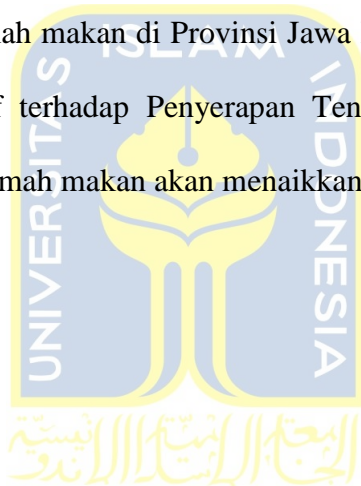 ah makan di Provinsi Jawa
terhadap Penyerapan Ten
mah makan akan menaikkan
ISLAM
UNIVERSITAS
INDONESIA